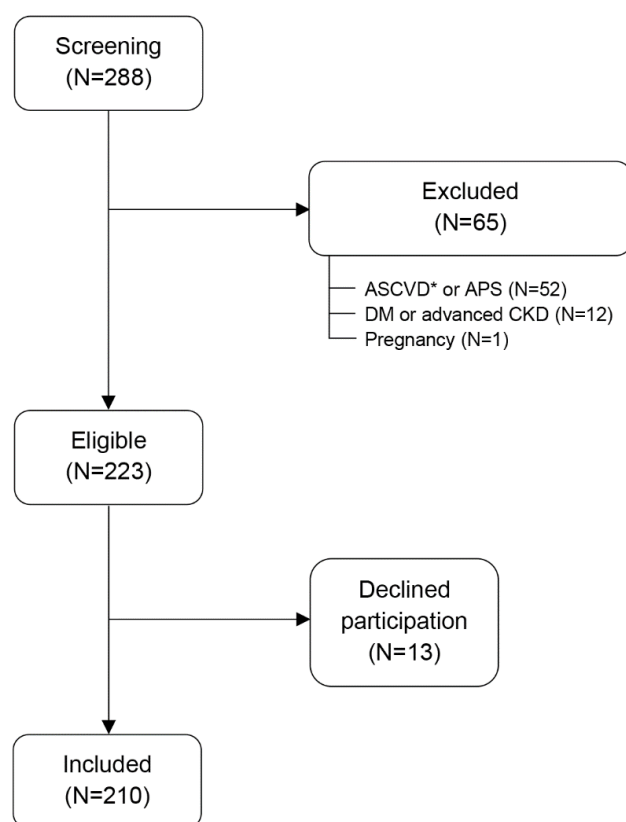 Screening
(N=288)
Excluded
(N=65)
ASCVD* or APS (N=52)
DM or advanced CKD (N=12)
Pregnancy (N=1)
Eligible
(N=223)
Declined
participation
(N=13)
Included
(N=210)